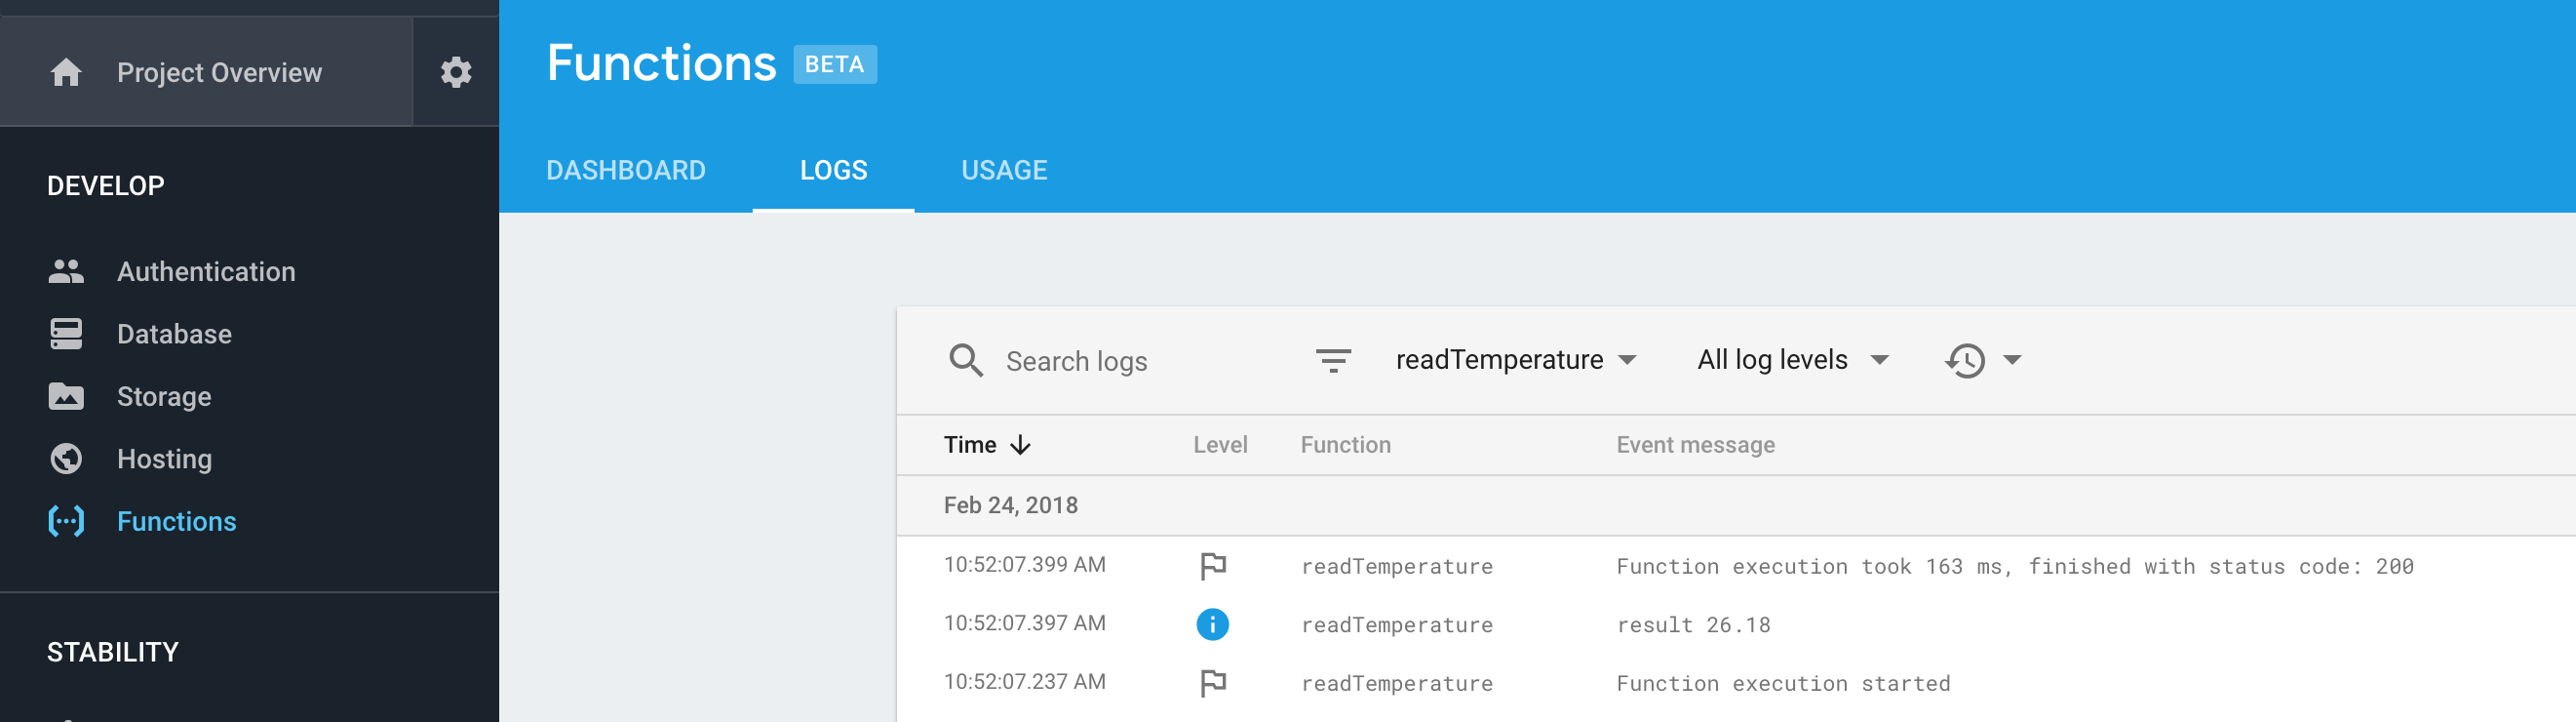 Project Overview
DEVELOP
Authentication
Database
Storage
Hosting
Functions
STABILITY
Functions BETA
DASHBOARD LOGS USAGE
Search logs readTemperature All log levels
Time Level Function Event message
Feb 24, 2018
10:52:07.399 AM readTemperature Function execution took 163 ms, finished with status code: 200
10:52:07.397 AM readTemperature result 26.18
10:52:07.237 AM readTemperature Function execution started